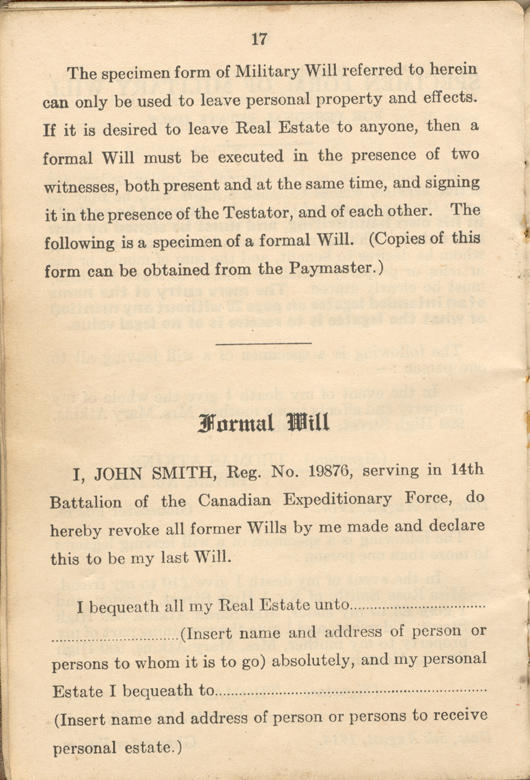 17
The specimen form of Military Will referred to herein
can only be used to leave personal property and effects.
If it is desired to leave Real Estate to anyone, then a
formal Will must be executed in the presence of two
witnesses, both present and at the same time, and signing
it in the presence of the Testator, and of each other. The
following is a specimen of a formal Will. (Copies of this
form can be obtained from the Paymaster.)
Formal Will
I, JOHN SMITH, Reg. No. 19876, serving in 14th
Battalion of the Canadian Expeditionary Force, do
hereby revoke all former Wills by me made and declare
this to be my last Will.
I bequeath all my Real Estate unto................................
..............................(Insert name and address of person or
persons to whom it is to go) absolutely, and my personal
Estate I bequeath to................................................................
(Insert name and address of person or persons to receive
personal estate.)